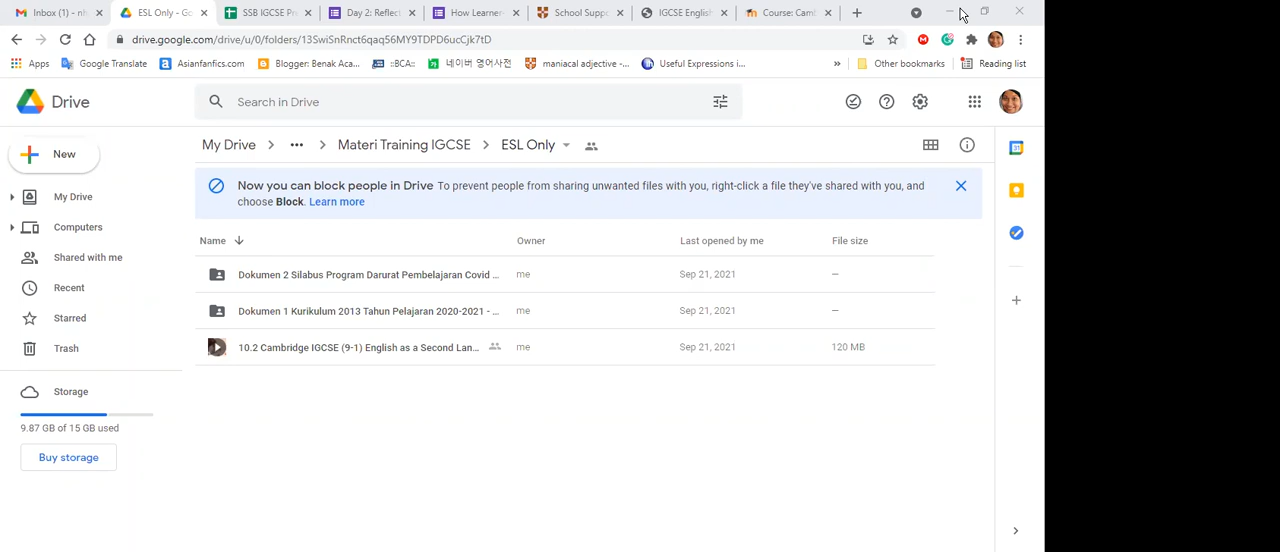 Inbox (1) - nh
ESL Only - Go
SSB IGCSE Pr
Day 2: Reflec
How Learner
School Suppo
IGCSE English
Course: Cam
drive.google.com/drive/u/0/folders/13SwiSnRnct6qaq56MY9TDPD6ucCjk7tD
Apps
Google Translate
Asianfanfics.com
Blogger: Benak Aca...
::BCA::
네이버 영어사전
maniacal adjective -...
Useful Expressions i...
»
Other bookmarks
Reading list
Drive
Search in Drive
My Drive > ... > Materi Training IGCSE > ESL Only
New
Now you can block people in Drive To prevent people from sharing unwanted files with you, right-click a file they've shared with you, and
choose Block. Learn more
My Drive
Computers
Shared with me
Recent
Starred
Trash
Storage
9.87 GB of 15 GB used
Buy storage
Name Owner Last opened by me File size
Dokumen 2 Silabus Program Darurat Pembelajaran Covid ... me Sep 21, 2021 —
Dokumen 1 Kurikulum 2013 Tahun Pelajaran 2020-2021 - ... me Sep 21, 2021 —
10.2 Cambridge IGCSE (9-1) English as a Second Lan... me Sep 21, 2021 120 MB
31